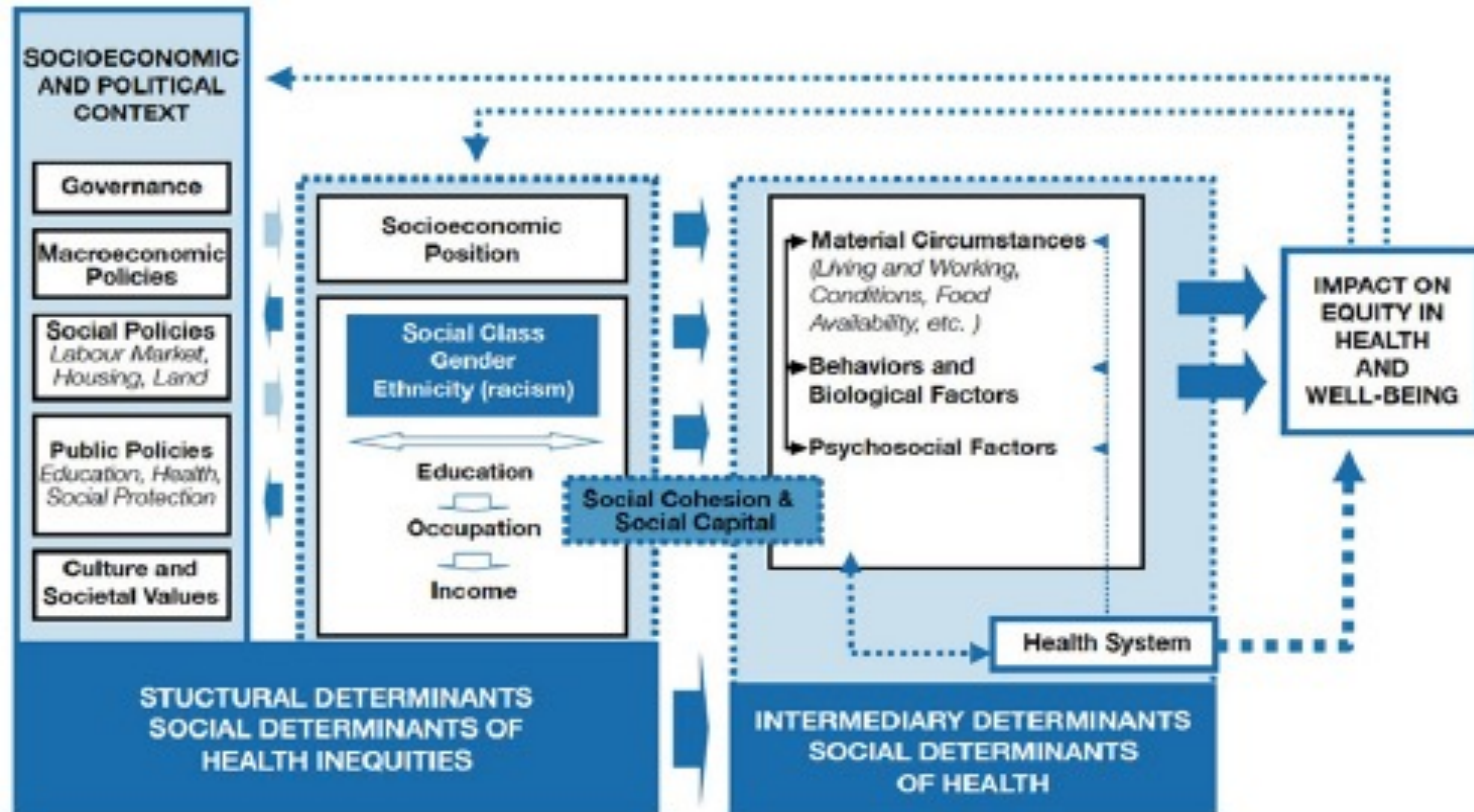 SOCIOECONOMIC
AND POLITICAL
CONTEXT
Governance
Macroeconomic
Policies
Social Policies
Labour Market,
Housing, Land
Public Policies
Education, Health,
Social Protection
Culture and
Societal Values
Socioeconomic
Position
Social Class
Gender
Ethnicity (racism)
Education
Occupation
Income
Social Cohesion &
Social Capital
Material Circumstances
(Living and Working,
Conditions, Food
Availability, etc. )
Behaviors and
Biological Factors
Psychosocial Factors
Health System
IMPACT ON
EQUITY IN
HEALTH
AND
WELL-BEING
STUCTURAL DETERMINANTS
SOCIAL DETERMINANTS OF
HEALTH INEQUITIES
INTERMEDIARY DETERMINANTS
SOCIAL DETERMINANTS
OF HEALTH